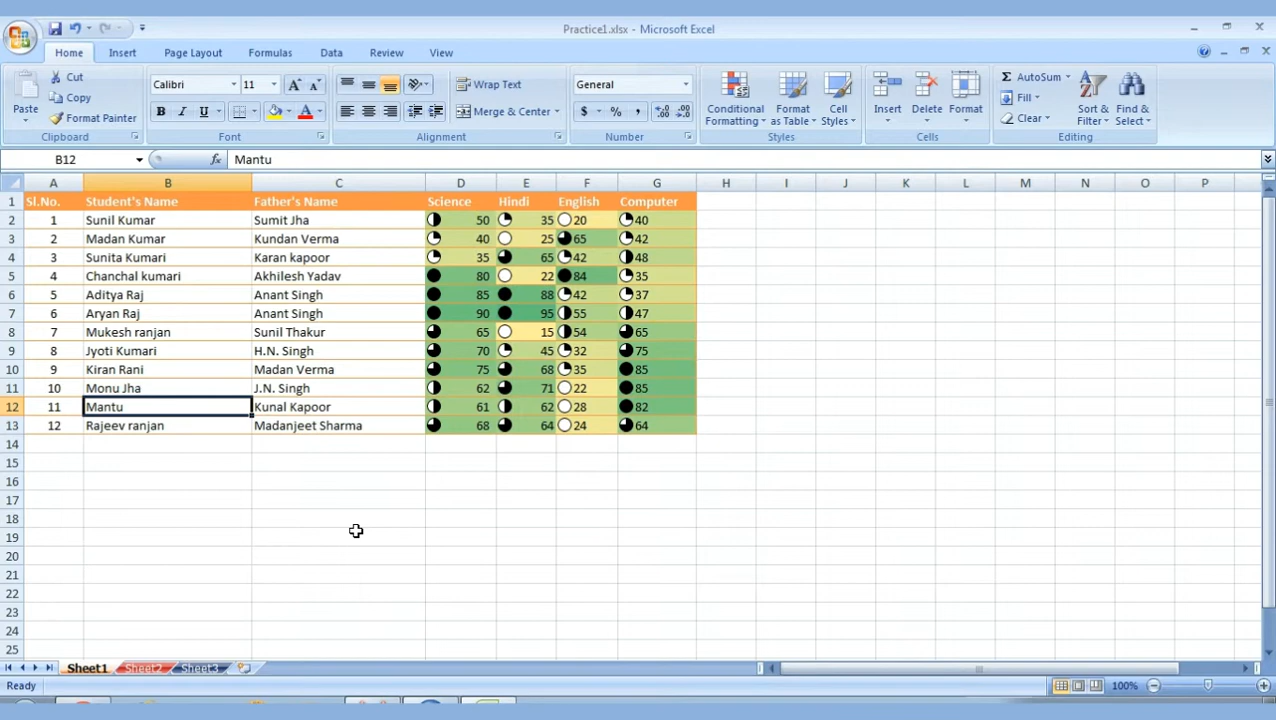 Practice1.xlsx - Microsoft Excel
Home Insert Page Layout Formulas Data Review View
Paste Cut Copy Format Painter Clipboard
Calibri 11 A A B I U A Font
Wrap Text Merge & Center Alignment
General $ % , Number
Conditional Formatting Format as Table Cell Styles Styles
Insert Delete Format Cells
Σ AutoSum Fill Clear Sort & Filter Find & Select Editing
B12 fx Mantu
A B C D E F G H I J K L M N O P
1 Sl.No. Student's Name Father's Name Science Hindi English Computer
2 1 Sunil Kumar Sumit Jha 50 35 20 40
3 2 Madan Kumar Kundan Verma 40 25 65 42
4 3 Sunita Kumari Karan kapoor 35 65 42 48
5 4 Chanchal kumari Akhilesh Yadav 80 22 84 35
6 5 Aditya Raj Anant Singh 85 88 42 37
7 6 Aryan Raj Anant Singh 90 95 55 47
8 7 Mukesh ranjan Sunil Thakur 65 15 54 65
9 8 Jyoti Kumari H.N. Singh 70 45 32 75
10 9 Kiran Rani Madan Verma 75 68 35 85
11 10 Monu Jha J.N. Singh 62 71 22 85
12 11 Mantu Kunal Kapoor 61 62 28 82
13 12 Rajeev ranjan Madanjeet Sharma 68 64 24 64
14
15
16
17
18
19
20
21
22
23
24
25
Sheet1 Sheet2 Sheet3
Ready 100%